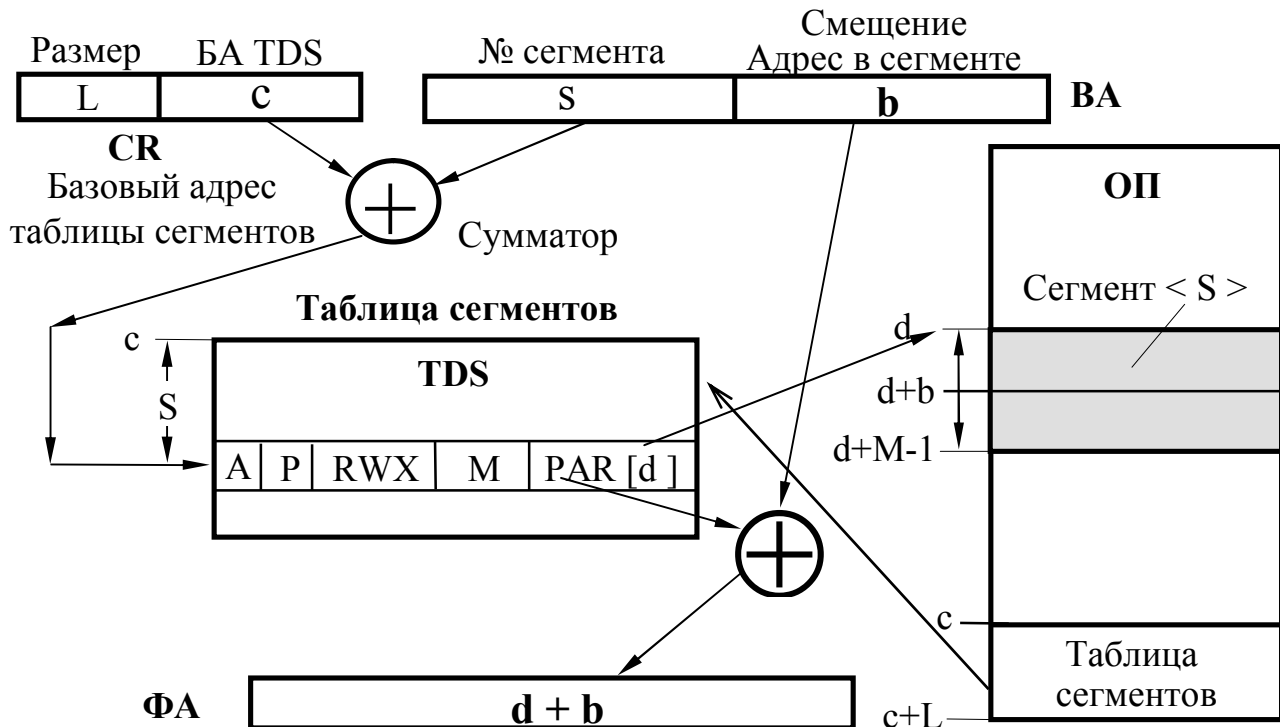 Размер
БА TDS
№ сегмента
Смещение
Адрес в сегменте
L
c
S
b
ВА
CR
Базовый адрес
таблицы сегментов
Сумматор
ОП
Сегмент < S >
Таблица сегментов
c
S
TDS
A
P
RWX
M
PAR [d ]
d
d+b
d+M-1
c
Таблица
сегментов
c+L
ФА
d + b